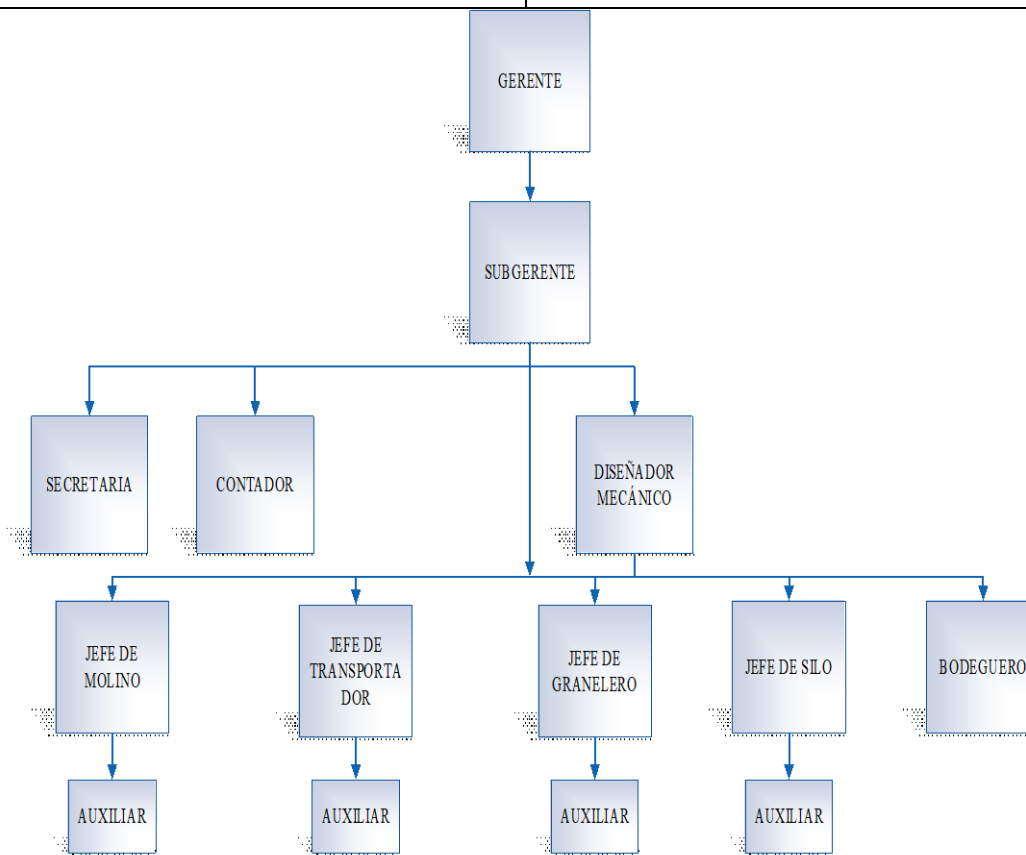 GERENTE
SUBGERENTE
SECRETARIA
CONTADOR
DISEÑADOR
MECÁNICO
JEFE DE
MOLINO
JEFE DE
TRANSPORTA
DOR
JEFE DE
GRANELERO
JEFE DE SILO
BODEGUERO
AUXILIAR
AUXILIAR
AUXILIAR
AUXILIAR